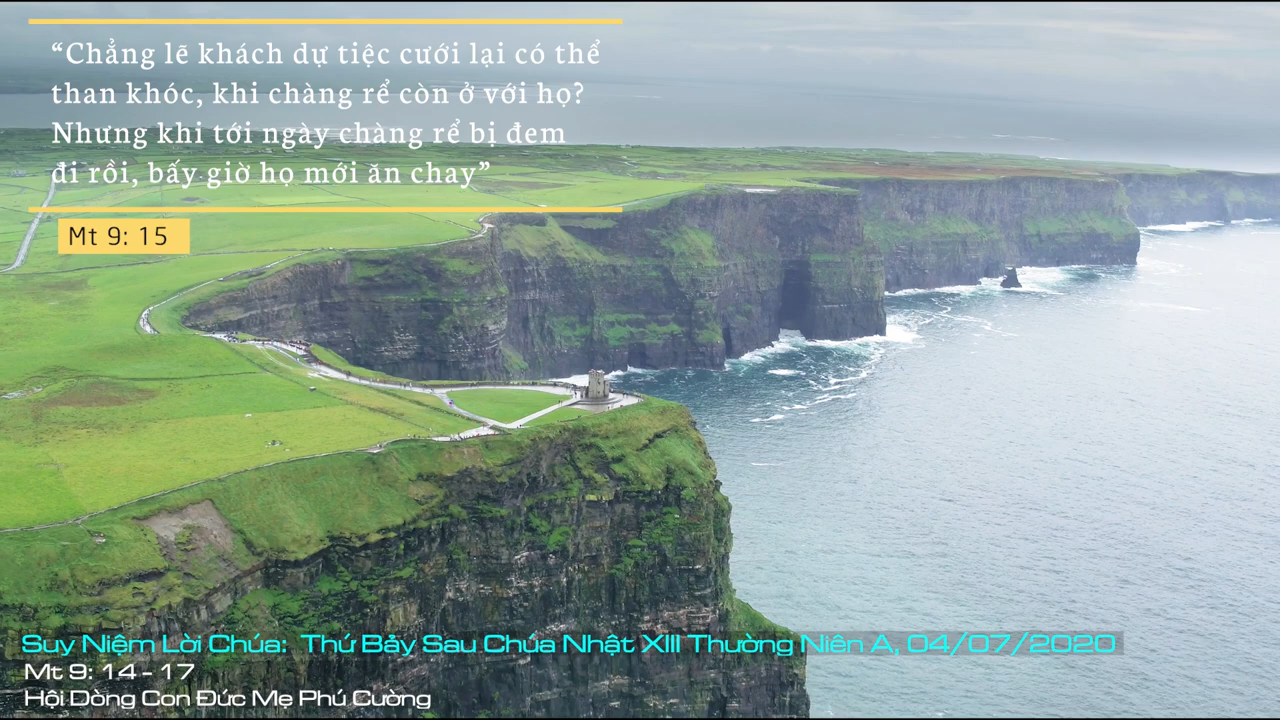 “Chẳng lẽ khách dự tiệc cưới lại có thể
than khóc, khi chàng rể còn ở với họ?
Nhưng khi tới ngày chàng rể bị đem
đi rồi, bấy giờ họ mới ăn chay”
Mt 9: 15
Suy Niệm Lời Chúa: Thứ Bảy Sau Chúa Nhật XIII Thường Niên A, 04/07/2020
Mt 9: 14 - 17
Hội Dòng Con Đức Mẹ Phú Cường